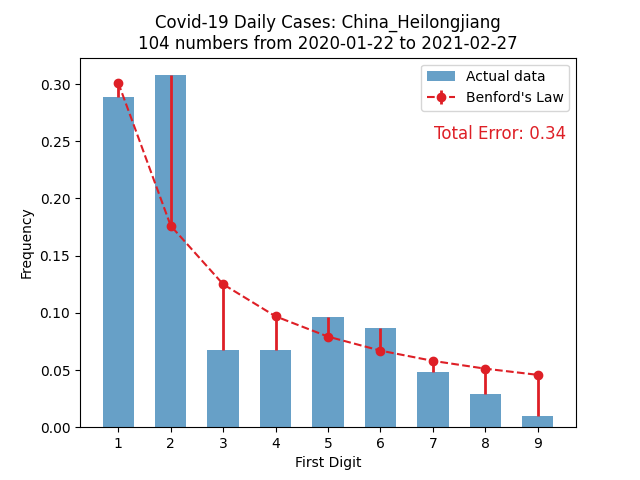 Covid-19 Daily Cases: China_Heilongjiang
104 numbers from 2020-01-22 to 2021-02-27
Actual data
Benford's Law
Total Error: 0.34
Frequency
0.30
0.25
0.20
0.15
0.10
0.05
0.00
1 2 3 4 5 6 7 8 9
First Digit